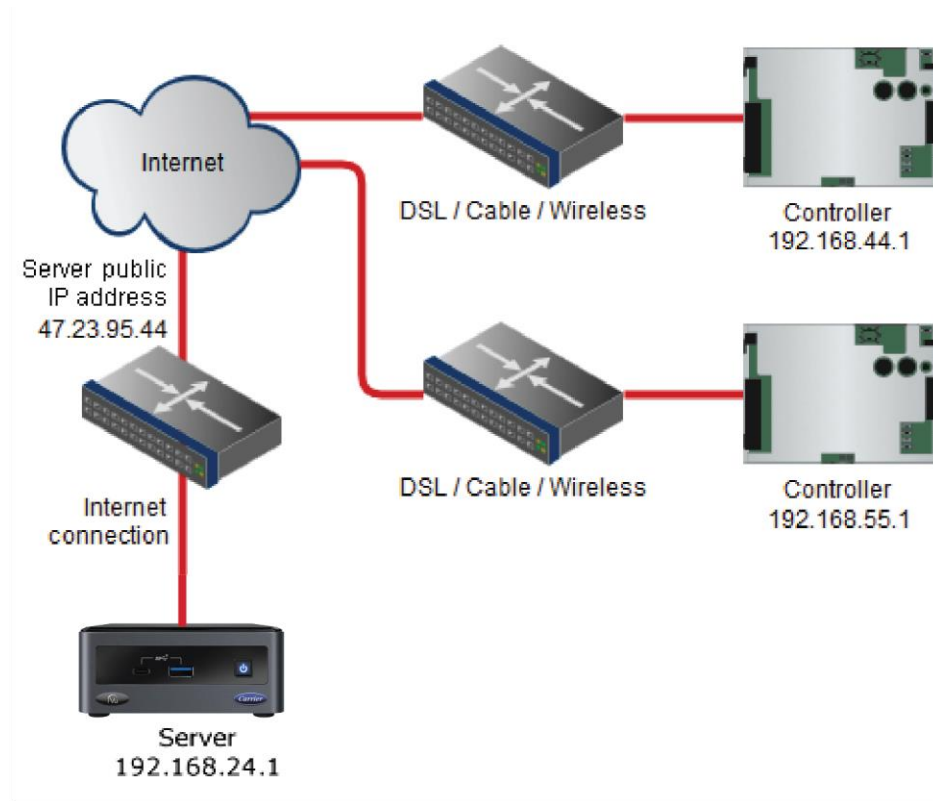 Internet
DSL / Cable / Wireless
Controller
192.168.44.1
Server public
IP address
47.23.95.44
DSL / Cable / Wireless
Controller
192.168.55.1
Internet
connection
Carrier
Server
192.168.24.1